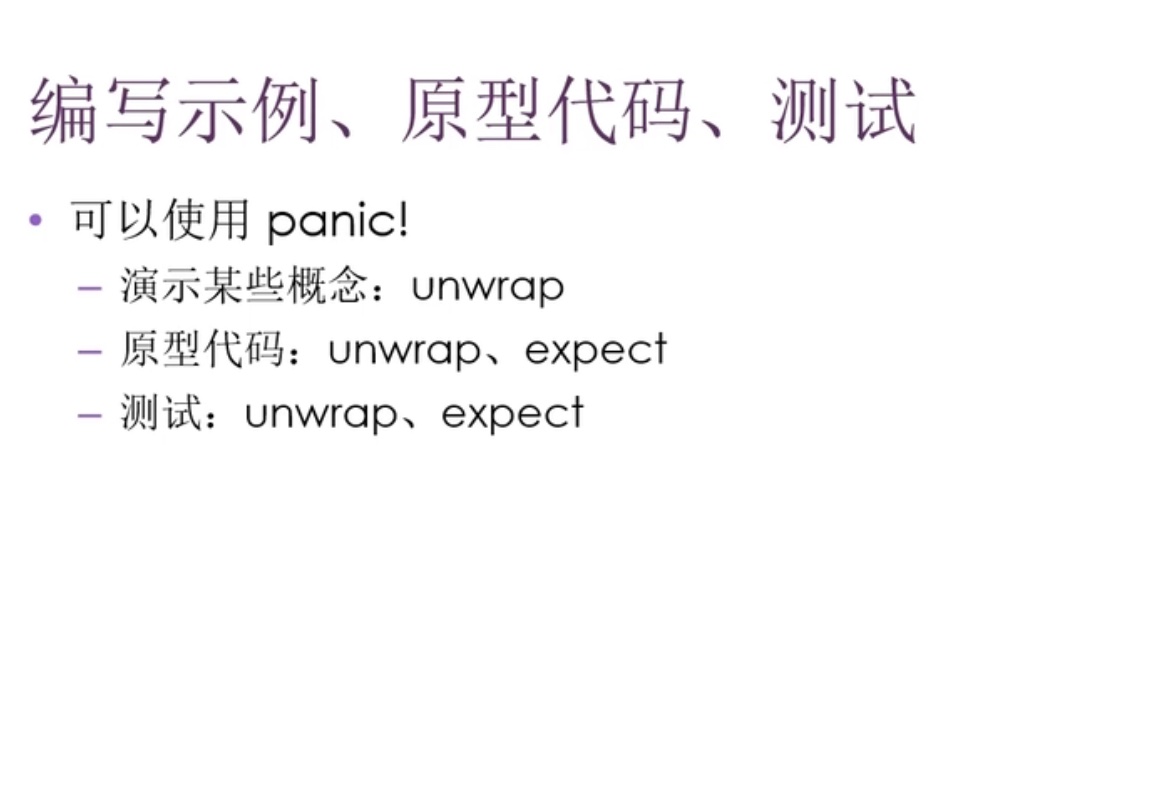 编写示例、原型代码、测试
• 可以使用 panic!
– 演示某些概念：unwrap
– 原型代码：unwrap、expect
– 测试：unwrap、expect